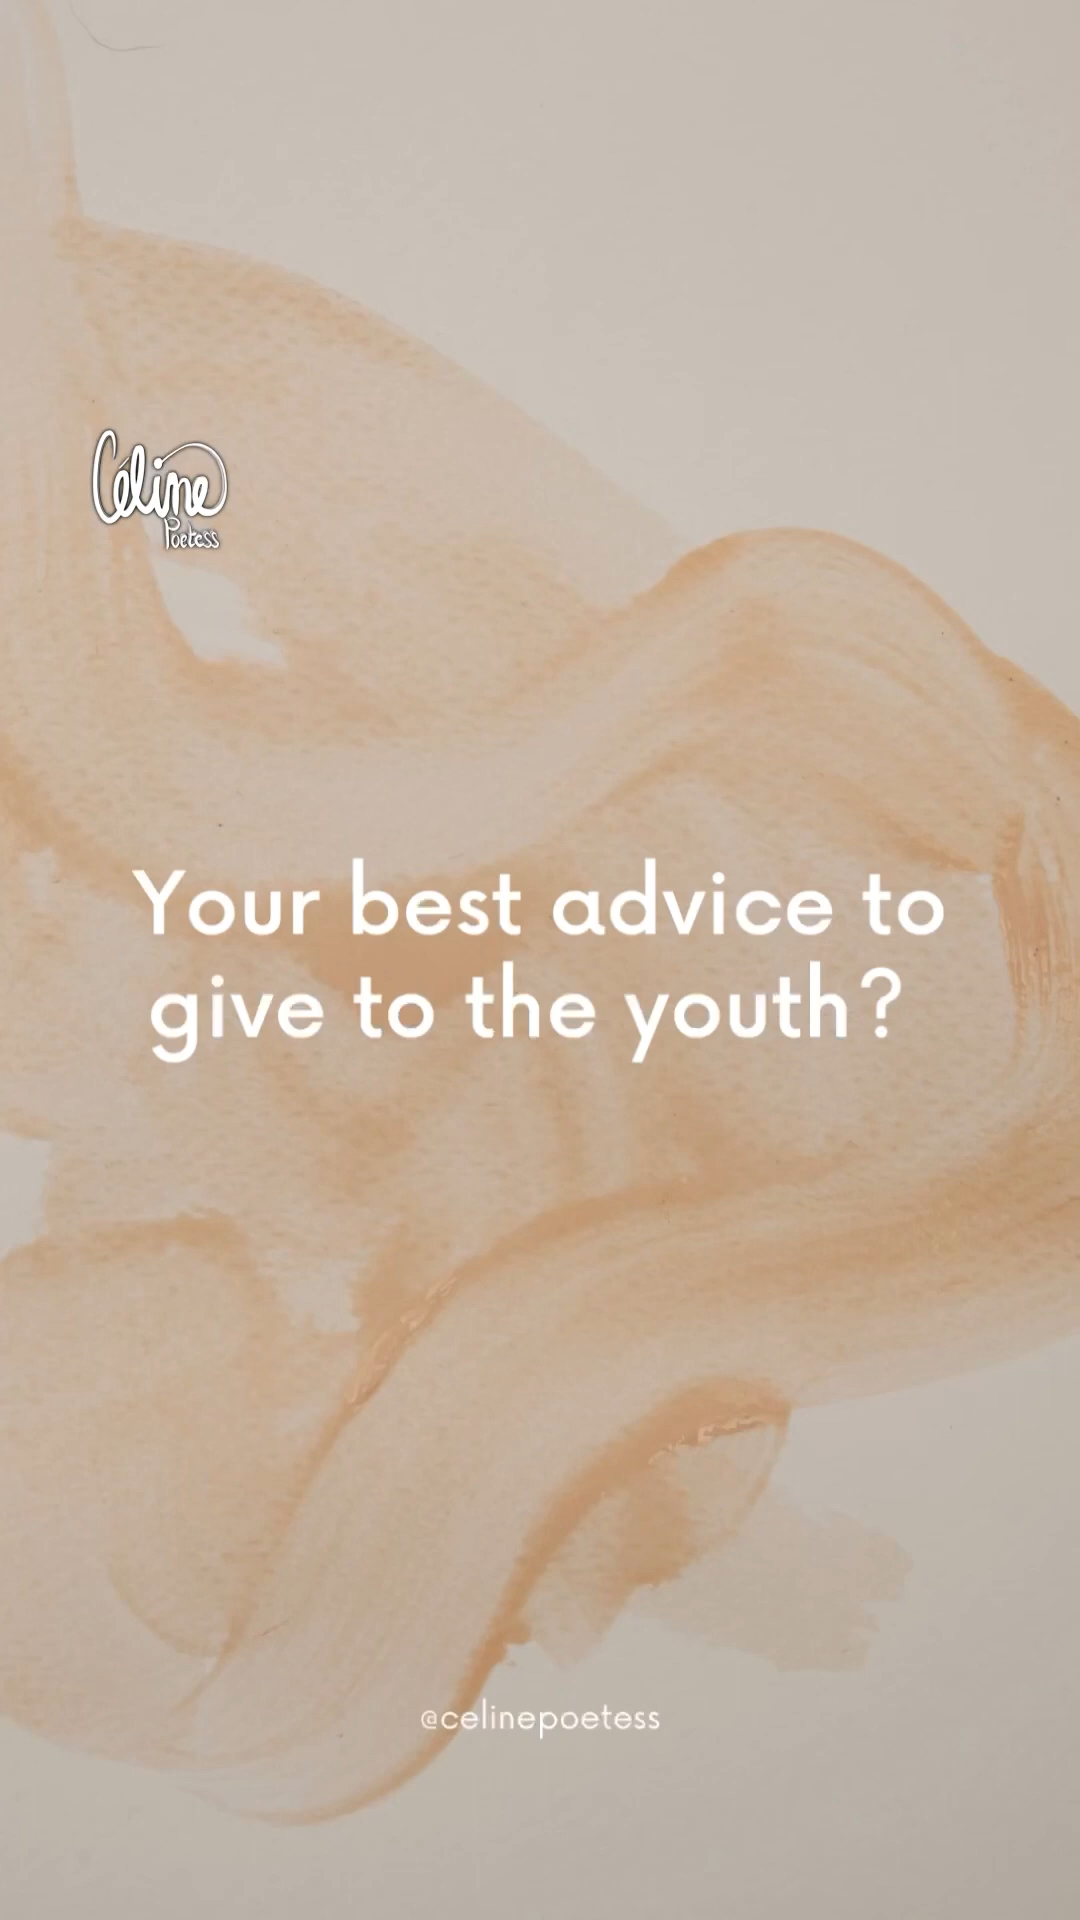 Céline
Poetess
Your best advice to
give to the youth?
@celinepoetess